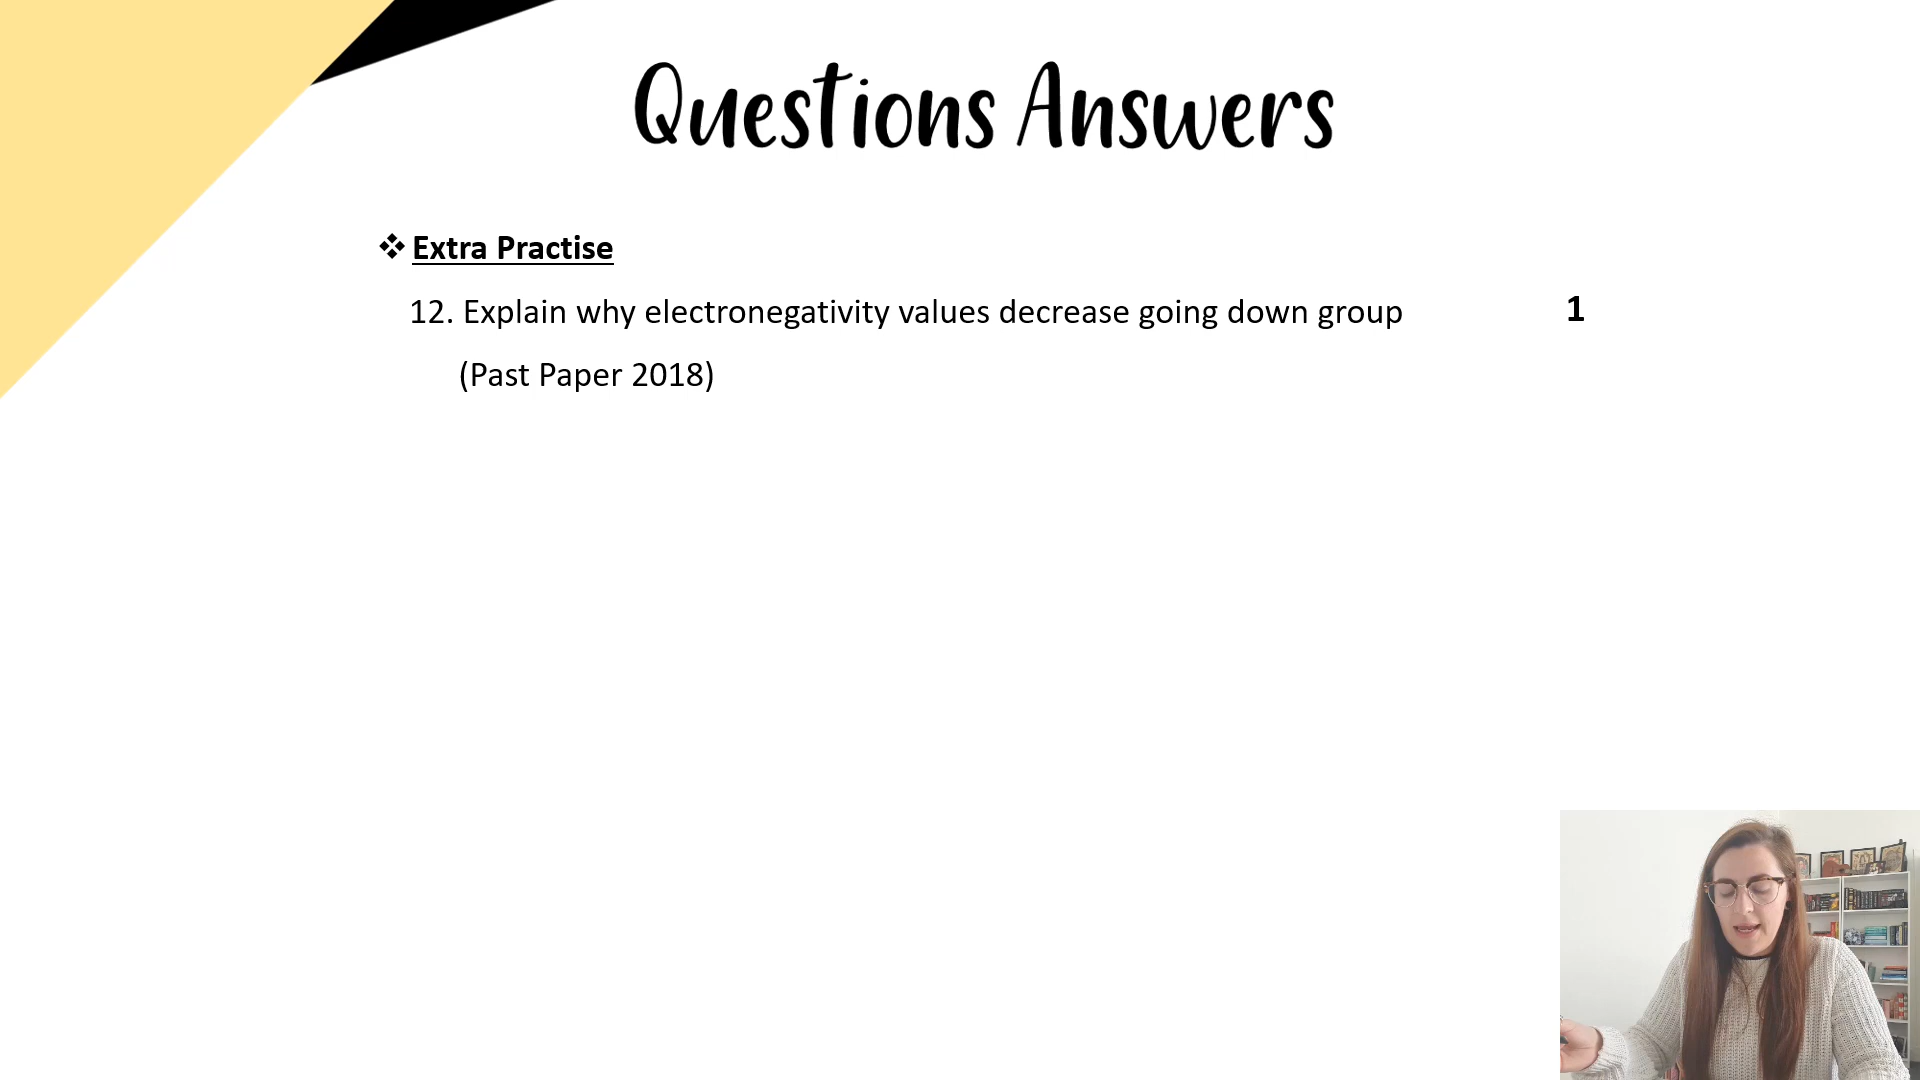 Questions Answers
Extra Practise
12. Explain why electronegativity values decrease going down group 1
(Past Paper 2018)